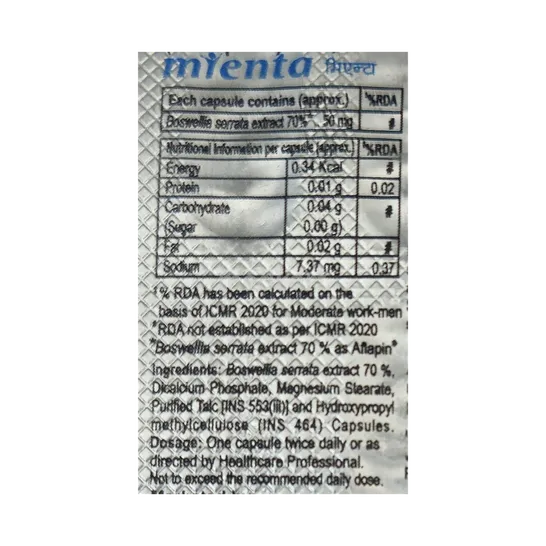 mienta मिएन्टा
Each capsule contains (approx.) %RDA
Boswellia serrata extract 70%⁺ 50 mg #
Nutritional Information per capsule (approx.) ¹%RDA
Energy 0.34 Kcal #
Protein 0.01 g 0.02
Carbohydrate 0.04 g #
(Sugar 0.00 g)
Fat 0.02 g #
Sodium 7.37 mg 0.37
¹% RDA has been calculated on the
basis of ICMR 2020 for Moderate work-men
#RDA not established as per ICMR 2020
⁺Boswellia serrata extract 70 % as Aflapin®
Ingredients: Boswellia serrata extract 70 %,
Dicalcium Phosphate, Magnesium Stearate,
Purified Talc [INS 553(iii)] and Hydroxypropyl
methylcellulose (INS 464) Capsules.
Dosage: One capsule twice daily or as
directed by Healthcare Professional.
Not to exceed the recommended daily dose.